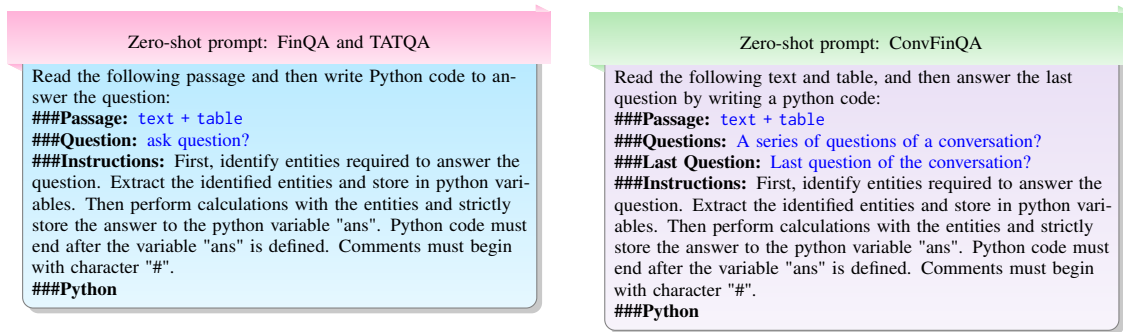 Zero-shot prompt: FinQA and TATQA
Read the following passage and then write Python code to an-
swer the question:
###Passage: text + table
###Question: ask question?
###Instructions: First, identify entities required to answer the
question. Extract the identified entities and store in python vari-
ables. Then perform calculations with the entities and strictly
store the answer to the python variable "ans". Python code must
end after the variable "ans" is defined. Comments must begin
with character "#".
###Python
Zero-shot prompt: ConvFinQA
Read the following text and table, and then answer the last
question by writing a python code:
###Passage: text + table
###Questions: A series of questions of a conversation?
###Last Question: Last question of the conversation?
###Instructions: First, identify entities required to answer the
question. Extract the identified entities and store in python vari-
ables. Then perform calculations with the entities and strictly
store the answer to the python variable "ans". Python code must
end after the variable "ans" is defined. Comments must begin
with character "#".
###Python